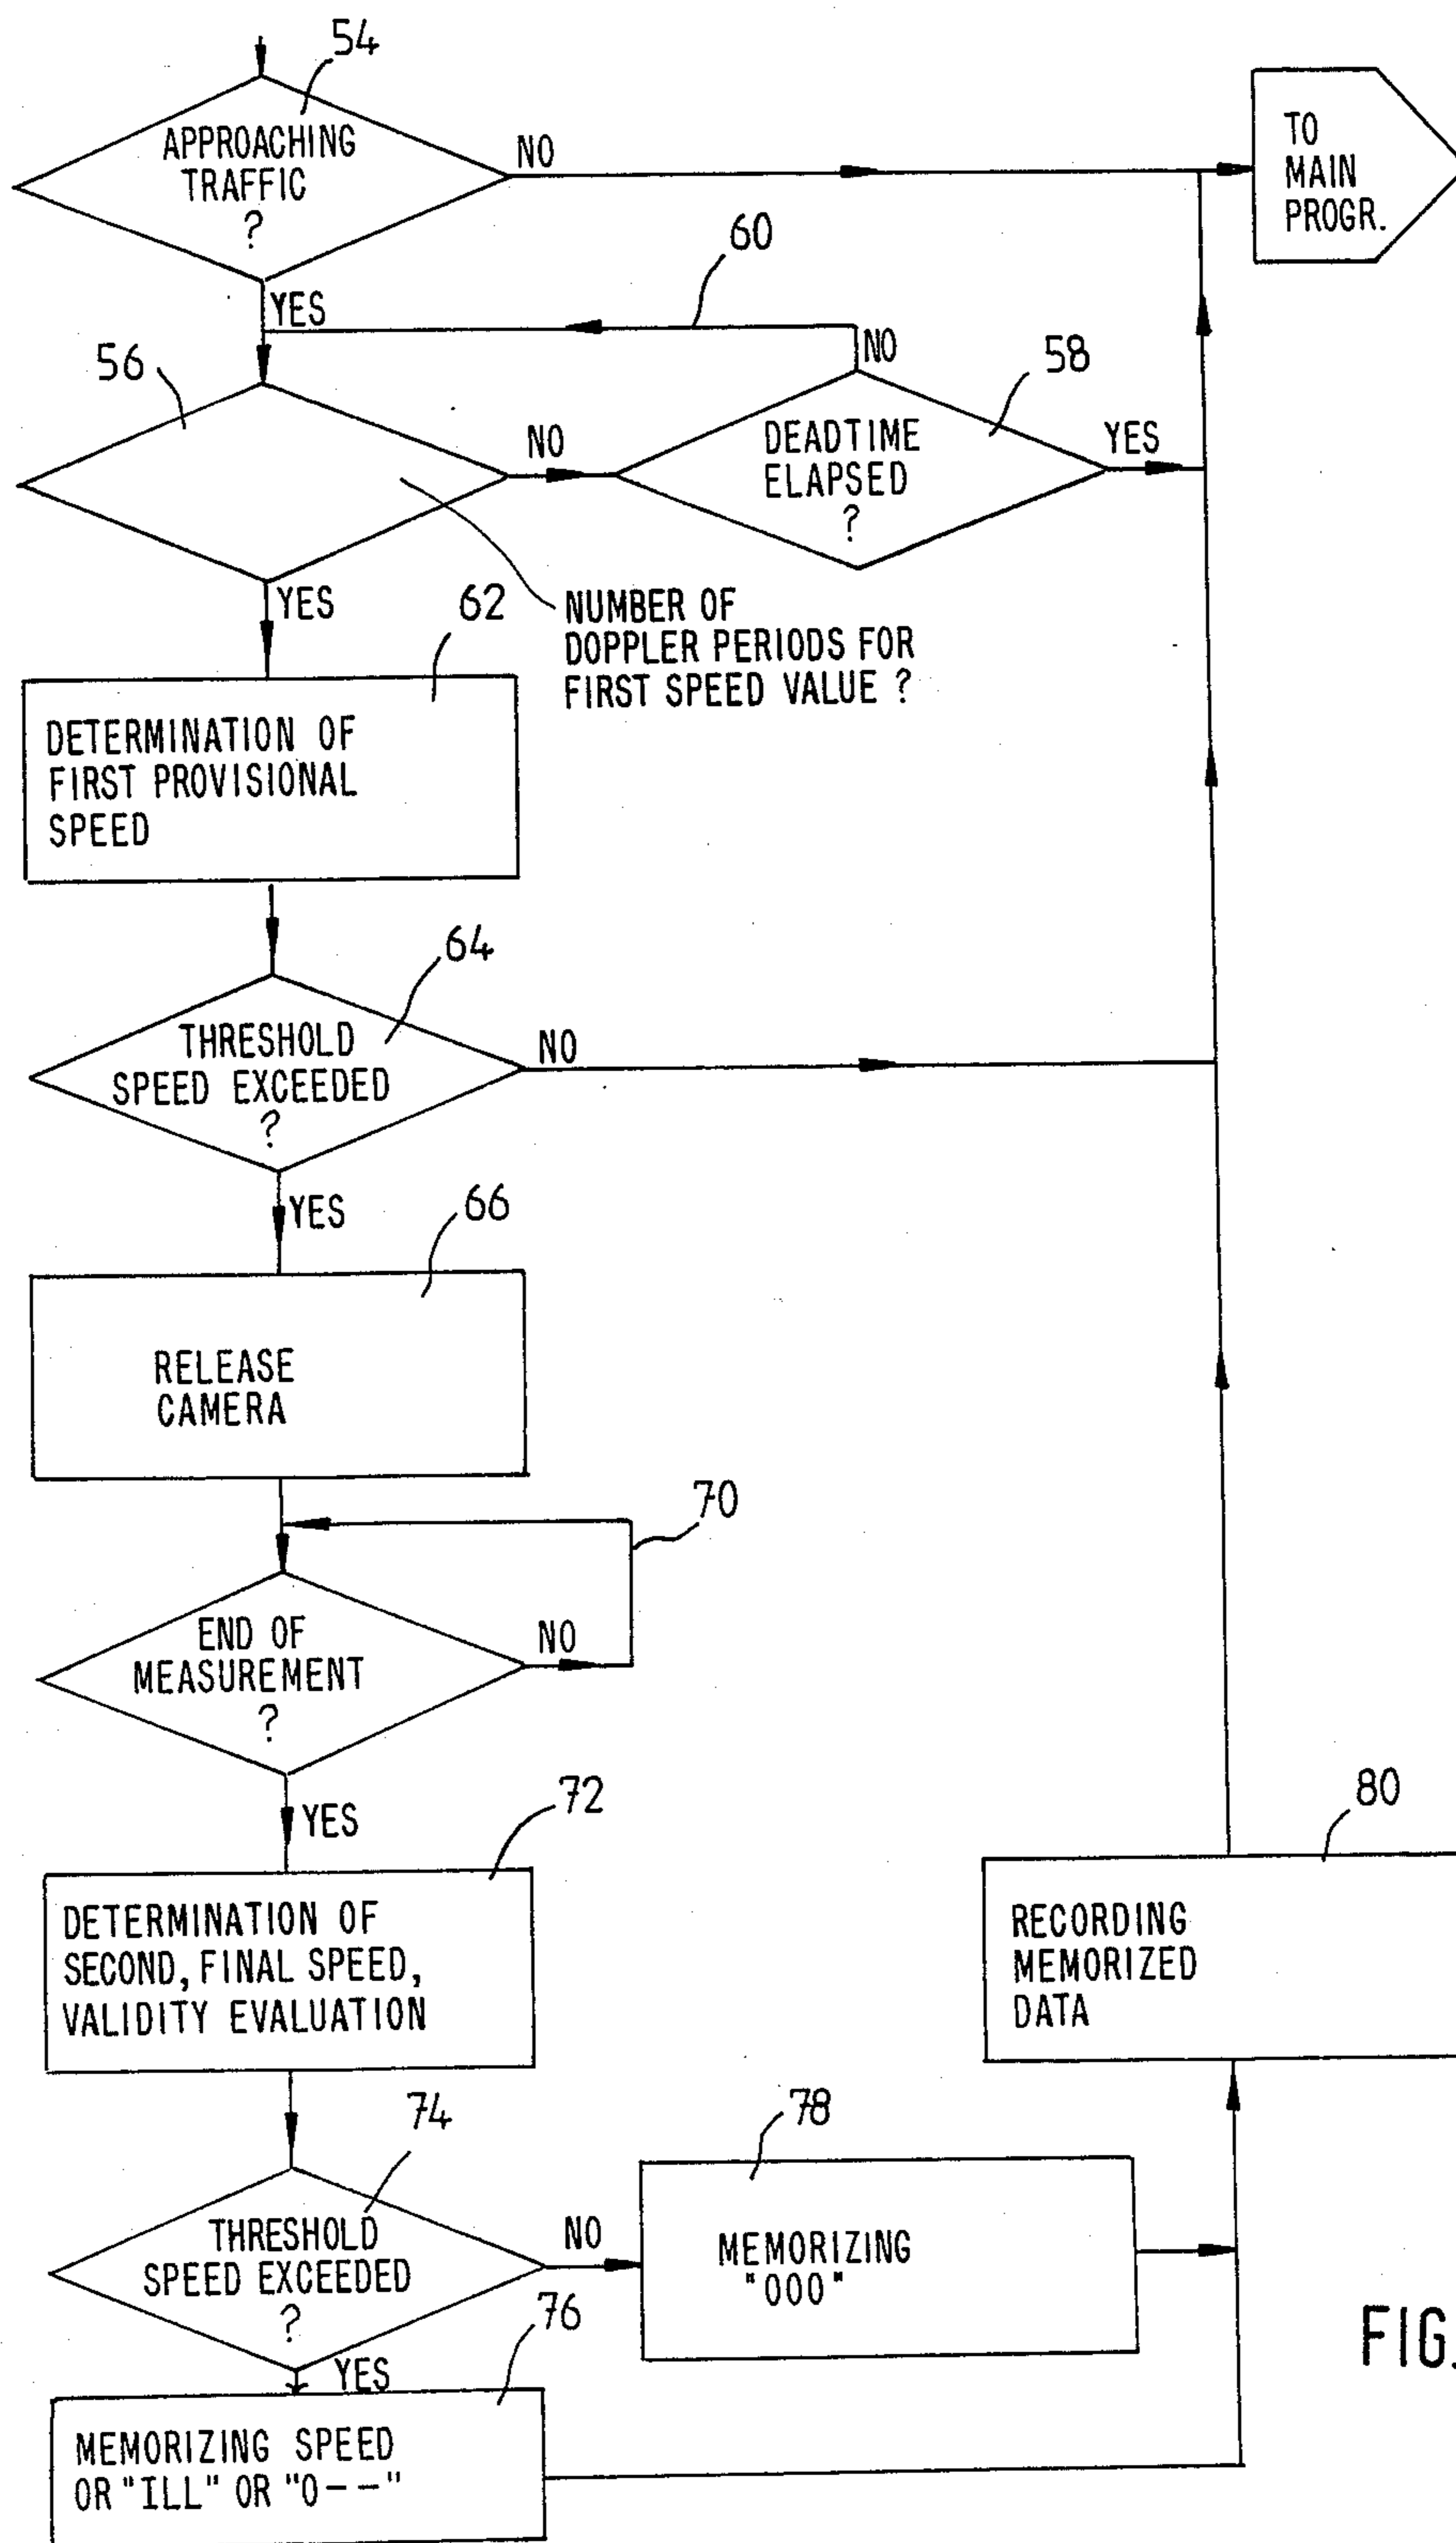 54
APPROACHING
TRAFFIC
?
NO
TO
MAIN
PROGR.
YES
60
56
NO
58
NO
DEADTIME
ELAPSED
?
YES
YES
NUMBER OF
DOPPLER PERIODS FOR
FIRST SPEED VALUE ?
62
DETERMINATION OF
FIRST PROVISIONAL
SPEED
64
THRESHOLD
SPEED EXCEEDED
?
NO
YES
66
RELEASE
CAMERA
70
END OF
MEASUREMENT
?
NO
YES
72
DETERMINATION OF
SECOND, FINAL SPEED,
VALIDITY EVALUATION
80
RECORDING
MEMORIZED
DATA
74
THRESHOLD
SPEED EXCEEDED
?
NO
78
MEMORIZING
"000"
YES
76
MEMORIZING SPEED
OR "ILL" OR "0--"
FIG.